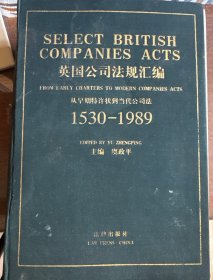 SELECT BRITISH
COMPANIES ACTS
英国公司法规汇编
FROM EARLY CHARTERS TO MODERN COMPANIES ACTS
从早期特许状到当代公司法
1530-1989
EDITED BY YU ZHENGPING
主编 虞政平
法律出版社
LAW PRESS·CHINA